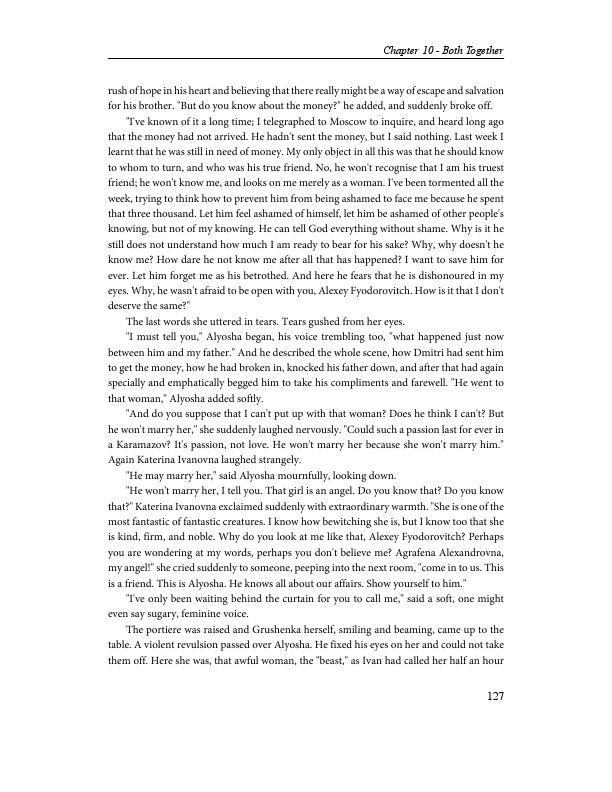 Chapter 10 - Both Together
rush of hope in his heart and believing that there really might be a way of escape and salvation
for his brother. "But do you know about the money?" he added, and suddenly broke off.
"I've known of it a long time; I telegraphed to Moscow to inquire, and heard long ago
that the money had not arrived. He hadn't sent the money, but I said nothing. Last week I
learnt that he was still in need of money. My only object in all this was that he should know
to whom to turn, and who was his true friend. No, he won't recognise that I am his truest
friend; he won't know me, and looks on me merely as a woman. I've been tormented all the
week, trying to think how to prevent him from being ashamed to face me because he spent
that three thousand. Let him feel ashamed of himself, let him be ashamed of other people's
knowing, but not of my knowing. He can tell God everything without shame. Why is it he
still does not understand how much I am ready to bear for his sake? Why, why doesn't he
know me? How dare he not know me after all that has happened? I want to save him for
ever. Let him forget me as his betrothed. And here he fears that he is dishonoured in my
eyes. Why, he wasn't afraid to be open with you, Alexey Fyodorovitch. How is it that I don't
deserve the same?"
The last words she uttered in tears. Tears gushed from her eyes.
"I must tell you," Alyosha began, his voice trembling too, "what happened just now
between him and my father." And he described the whole scene, how Dmitri had sent him
to get the money, how he had broken in, knocked his father down, and after that had again
specially and emphatically begged him to take his compliments and farewell. "He went to
that woman," Alyosha added softly.
"And do you suppose that I can't put up with that woman? Does he think I can't? But
he won't marry her," she suddenly laughed nervously. "Could such a passion last for ever in
a Karamazov? It's passion, not love. He won't marry her because she won't marry him."
Again Katerina Ivanovna laughed strangely.
"He may marry her," said Alyosha mournfully, looking down.
"He won't marry her, I tell you. That girl is an angel. Do you know that? Do you know
that?" Katerina Ivanovna exclaimed suddenly with extraordinary warmth. "She is one of the
most fantastic of fantastic creatures. I know how bewitching she is, but I know too that she
is kind, firm, and noble. Why do you look at me like that, Alexey Fyodorovitch? Perhaps
you are wondering at my words, perhaps you don't believe me? Agrafena Alexandrovna,
my angel!" she cried suddenly to someone, peeping into the next room, "come in to us. This
is a friend. This is Alyosha. He knows all about our affairs. Show yourself to him."
"I've only been waiting behind the curtain for you to call me," said a soft, one might
even say sugary, feminine voice.
The portiere was raised and Grushenka herself, smiling and beaming, came up to the
table. A violent revulsion passed over Alyosha. He fixed his eyes on her and could not take
them off. Here she was, that awful woman, the "beast," as Ivan had called her half an hour
127